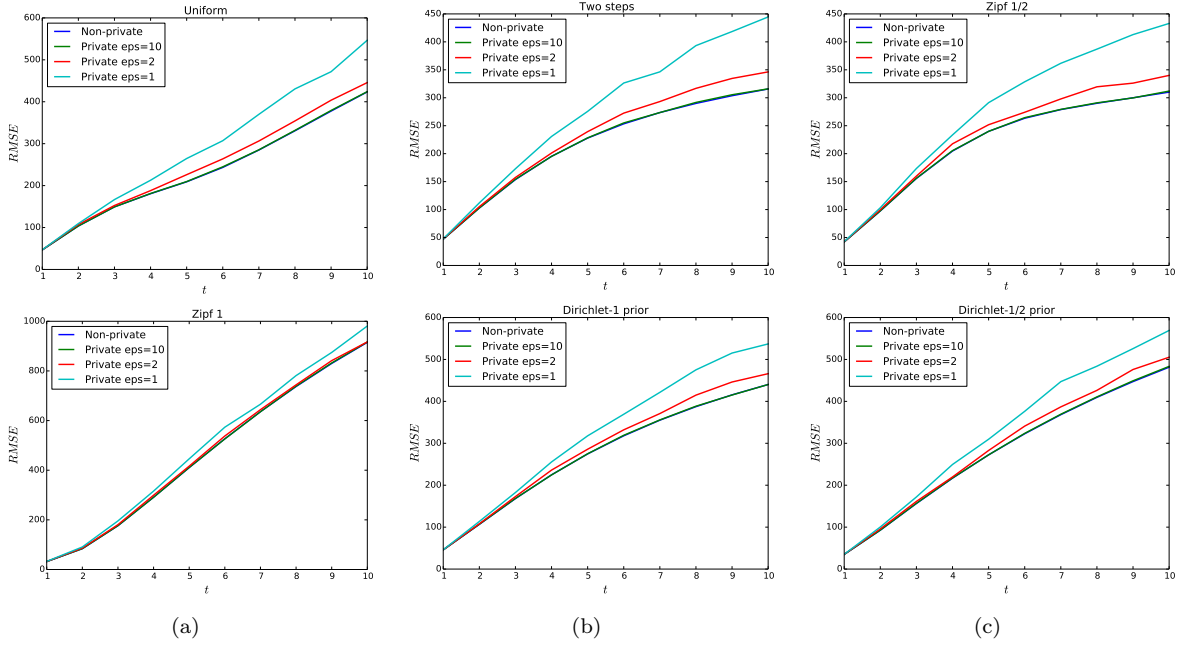 Uniform
Non-private
Private eps=10
Private eps=2
Private eps=1
600
500
400
300
200
100
0
RMSE
1 2 3 4 5 6 7 8 9 10
t
Two steps
Non-private
Private eps=10
Private eps=2
Private eps=1
450
400
350
300
250
200
150
100
50
0
RMSE
1 2 3 4 5 6 7 8 9 10
t
Zipf 1/2
Non-private
Private eps=10
Private eps=2
Private eps=1
450
400
350
300
250
200
150
100
50
0
RMSE
1 2 3 4 5 6 7 8 9 10
t
Zipf 1
Non-private
Private eps=10
Private eps=2
Private eps=1
1000
800
600
400
200
0
RMSE
1 2 3 4 5 6 7 8 9 10
t
Dirichlet-1 prior
Non-private
Private eps=10
Private eps=2
Private eps=1
600
500
400
300
200
100
0
RMSE
1 2 3 4 5 6 7 8 9 10
t
Dirichlet-1/2 prior
Non-private
Private eps=10
Private eps=2
Private eps=1
600
500
400
300
200
100
0
RMSE
1 2 3 4 5 6 7 8 9 10
t
(a)
(b)
(c)